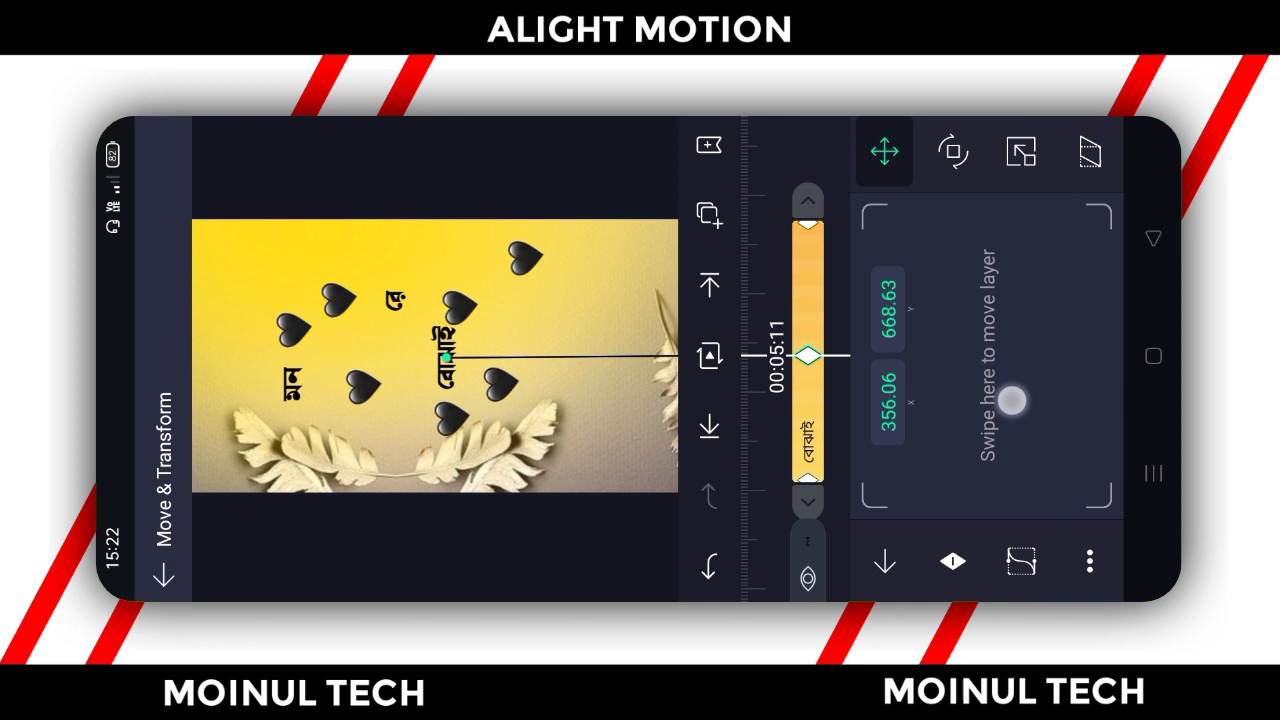 ALIGHT MOTION
15:22
82
Move & Transform
মন
রে
বোঝাই
00:05:11
বোঝাই
356.06
668.63
X
Y
Swipe here to move layer
MOINUL TECH
MOINUL TECH